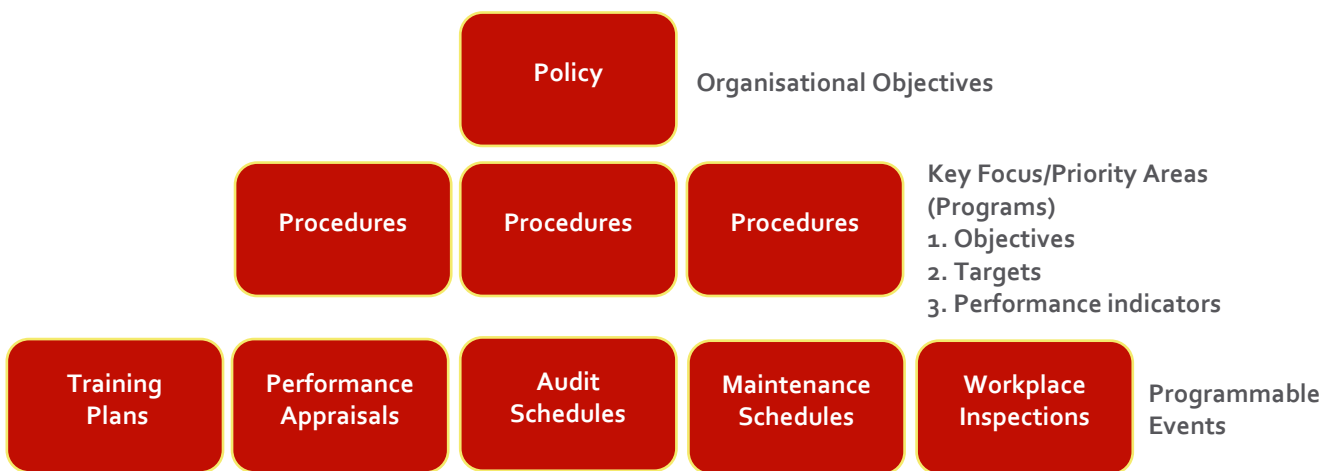 Policy
Organisational Objectives
Procedures
Procedures
Procedures
Key Focus/Priority Areas
(Programs)
1. Objectives
2. Targets
3. Performance indicators
Training
Plans
Performance
Appraisals
Audit
Schedules
Maintenance
Schedules
Workplace
Inspections
Programmable
Events